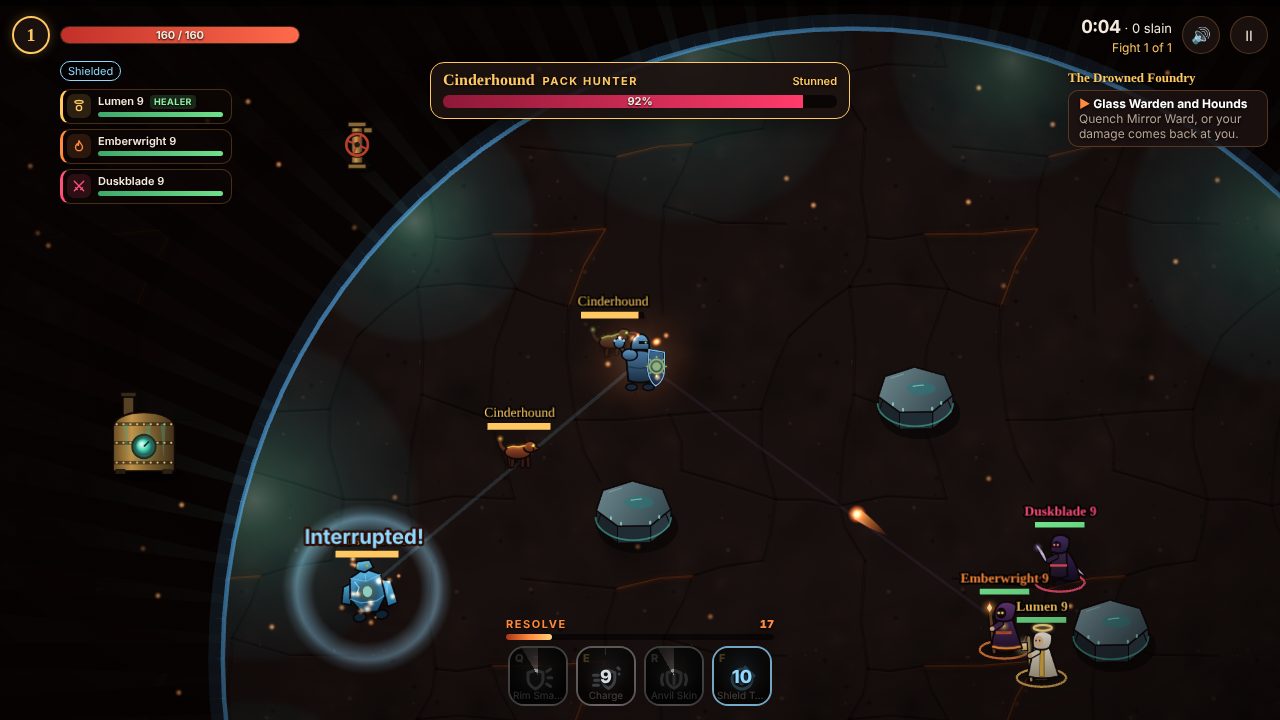 1
160 / 160
Shielded
Lumen 9 HEALER
Emberwright 9
Duskblade 9
Cinderhound PACK HUNTER Stunned
92%
0:04 · 0 slain
Fight 1 of 1
The Drowned Foundry
Glass Warden and Hounds
Quench Mirror Ward, or your
damage comes back at you.
Cinderhound
Cinderhound
Interrupted!
Duskblade 9
Emberwright 9
Lumen 9
RESOLVE 17
Q E R F
9 10
Rim Sma... Charge Anvil Skin Shield T...